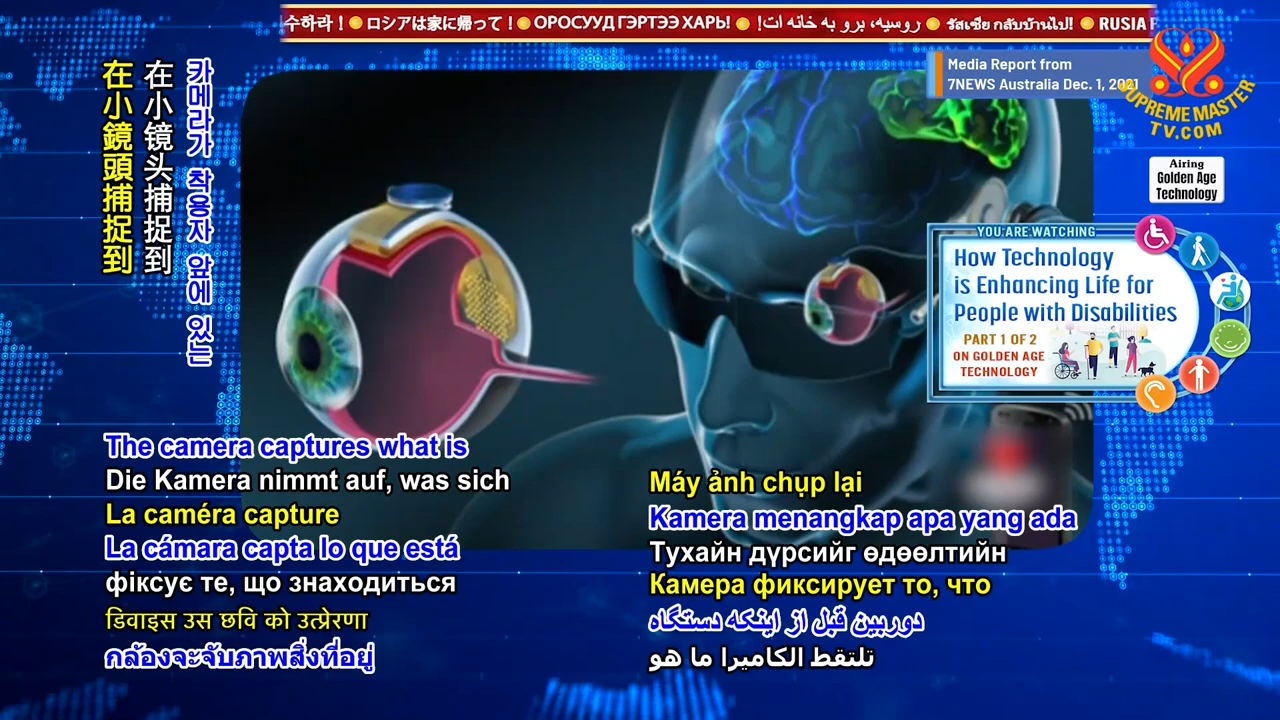 수하라! ロシアは家に帰って! ОРОСУУД ГЭРТЭЭ ХАРЬ! روسیه، برو به خانه ات! รัสเซีย กลับบ้านไป! RUSIA
Media Report from
7NEWS Australia Dec. 1, 2021
SUPREME MASTER
TV.COM
Airing
Golden Age
Technology
YOU ARE WATCHING
How Technology
is Enhancing Life for
People with Disabilities
PART 1 OF 2
ON GOLDEN AGE
TECHNOLOGY
카메라가 착용자 앞에 있는
在小镜头捕捉到
在小鏡頭捕捉到
The camera captures what is
Die Kamera nimmt auf, was sich
La caméra capture
La cámara capta lo que está
фіксує те, що знаходиться
डिवाइस उस छवि को उत्प्रेरणा
กล้องจะจับภาพสิ่งที่อยู่
Máy ảnh chụp lại
Kamera menangkap apa yang ada
Тухайн дүрсийг өдөөлтийн
Камера фиксирует то, что
دوربین قبل از اینکه دستگاه
تلتقط الكاميرا ما هو